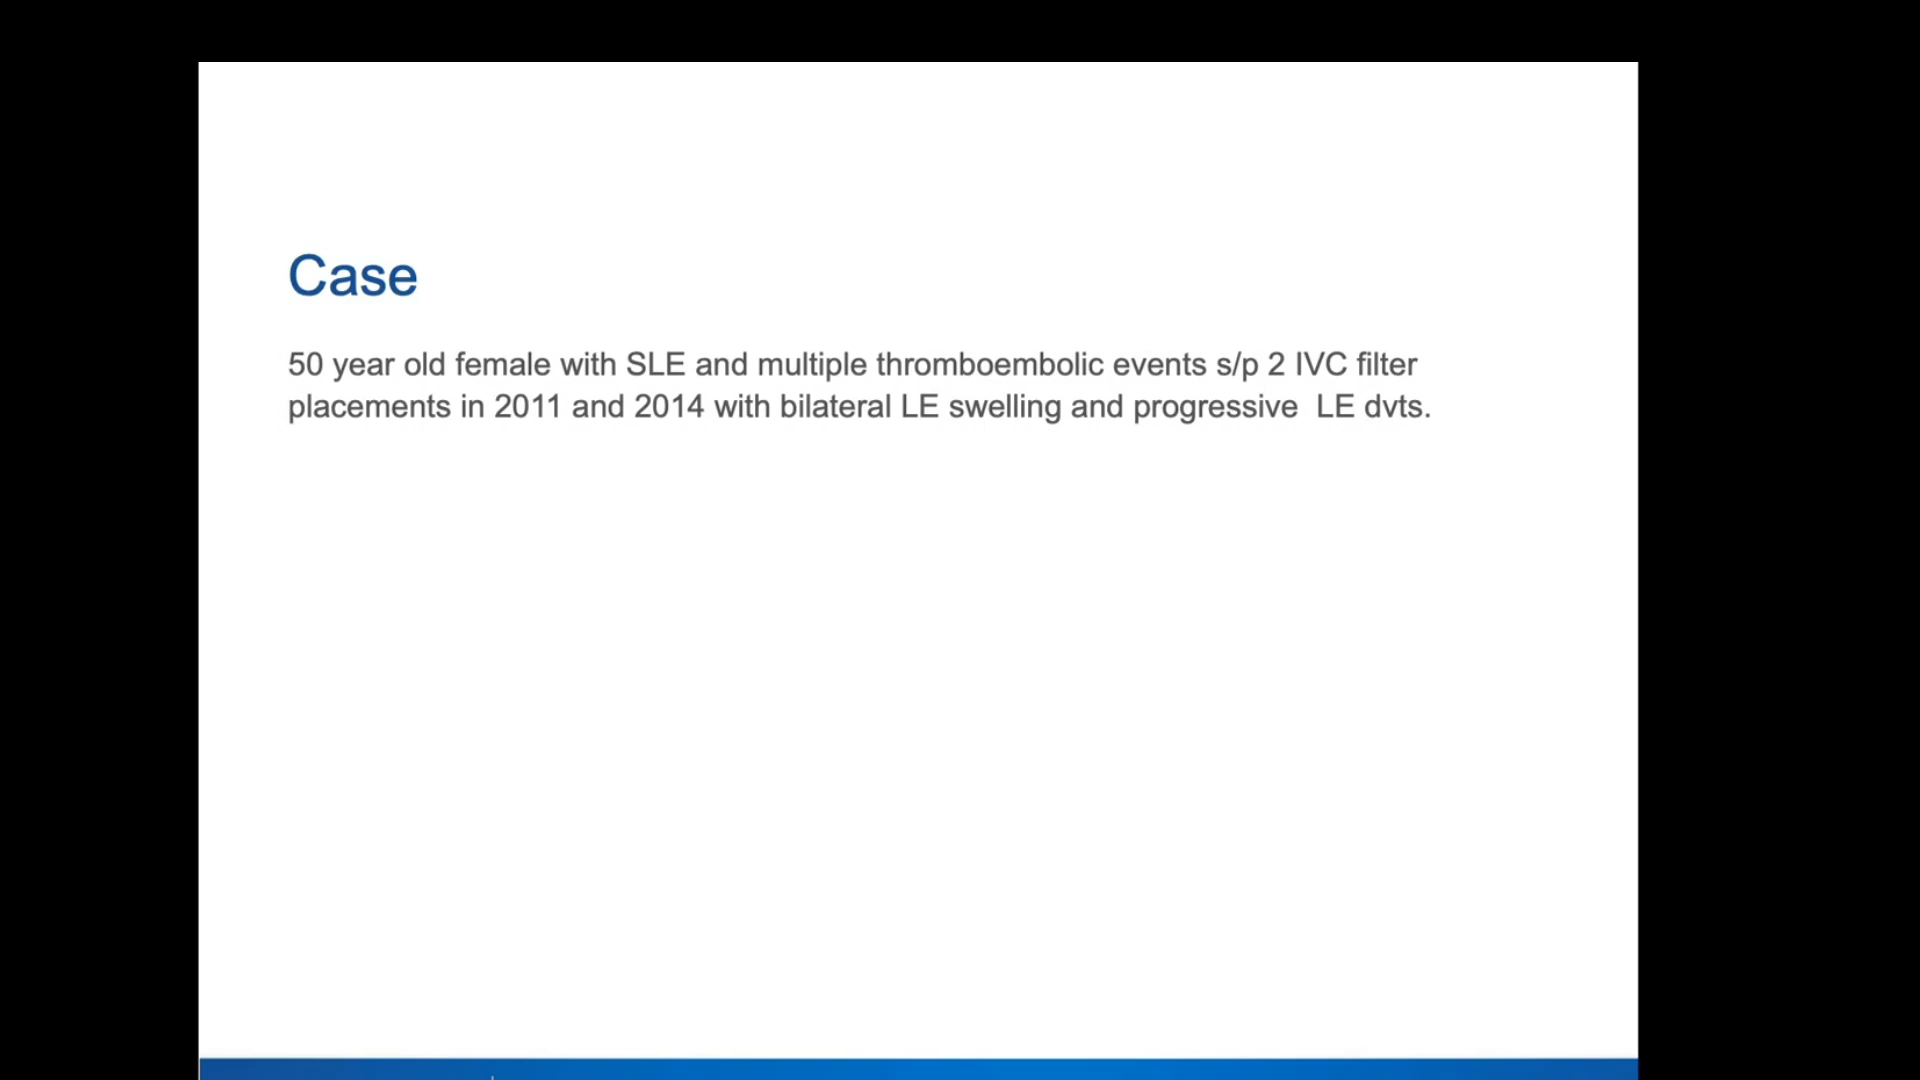 Case
50 year old female with SLE and multiple thromboembolic events s/p 2 IVC filter
placements in 2011 and 2014 with bilateral LE swelling and progressive  LE dvts.